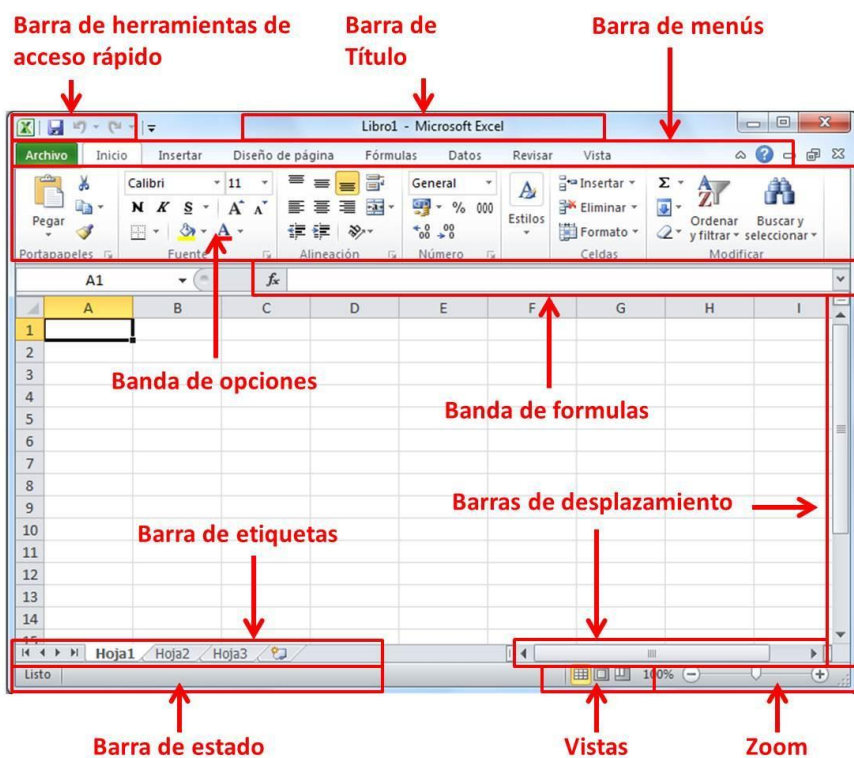 Barra de herramientas de
acceso rápido
Barra de
Título
Barra de menús
Libro1 - Microsoft Excel
Archivo Inicio Insertar Diseño de página Fórmulas Datos Revisar Vista
Calibri 11 General Insertar
Pegar N K S A A % 000 Estilos Eliminar Ordenar y filtrar Buscar y seleccionar
Formato
Portapapeles Fuente Alineación Número Celdas Modificar
A1 fx
A B C D E F G H I
1
2
3
Banda de opciones
4
Banda de formulas
5
6
7
8
Barras de desplazamiento
9
10
Barra de etiquetas
11
12
13
14
15
Hoja1 Hoja2 Hoja3
Listo 100%
Barra de estado
Vistas
Zoom